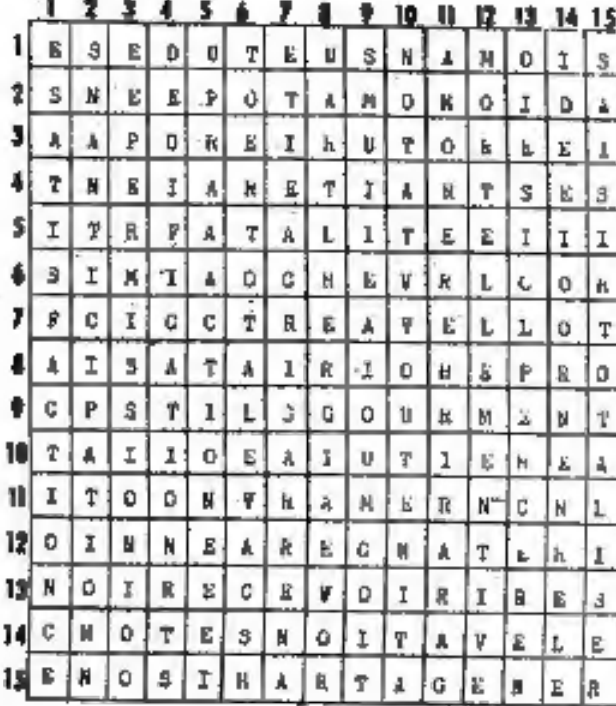 1 2 3 4 5 6 7 8 9 10 11 12 13 14 15
1 E S E D U T E U S N A M O I S
2 S N E E P O T A M O K O I D A
3 A A P O R E I R U T O R R E I
4 T N E I A N E T I A N T S E S
5 I T R F A T A L I T E E I I I
6 S I M I A O C H E V R L L O R
7 F C I C C T R E A V E L L O T
8 A I S A T A I R I O H E P R O
9 C P S T I L D G O U R M E N T
10 T A I I O E A I U T I E N E A
11 I T O O N V R A M E R N C N L
12 O I N N E A R E G N A T E R I
13 N O I R E C E V O I R I B E S
14 C N O T E S N O I T A V E L E
15 E N O S I H A R T A G E N E R